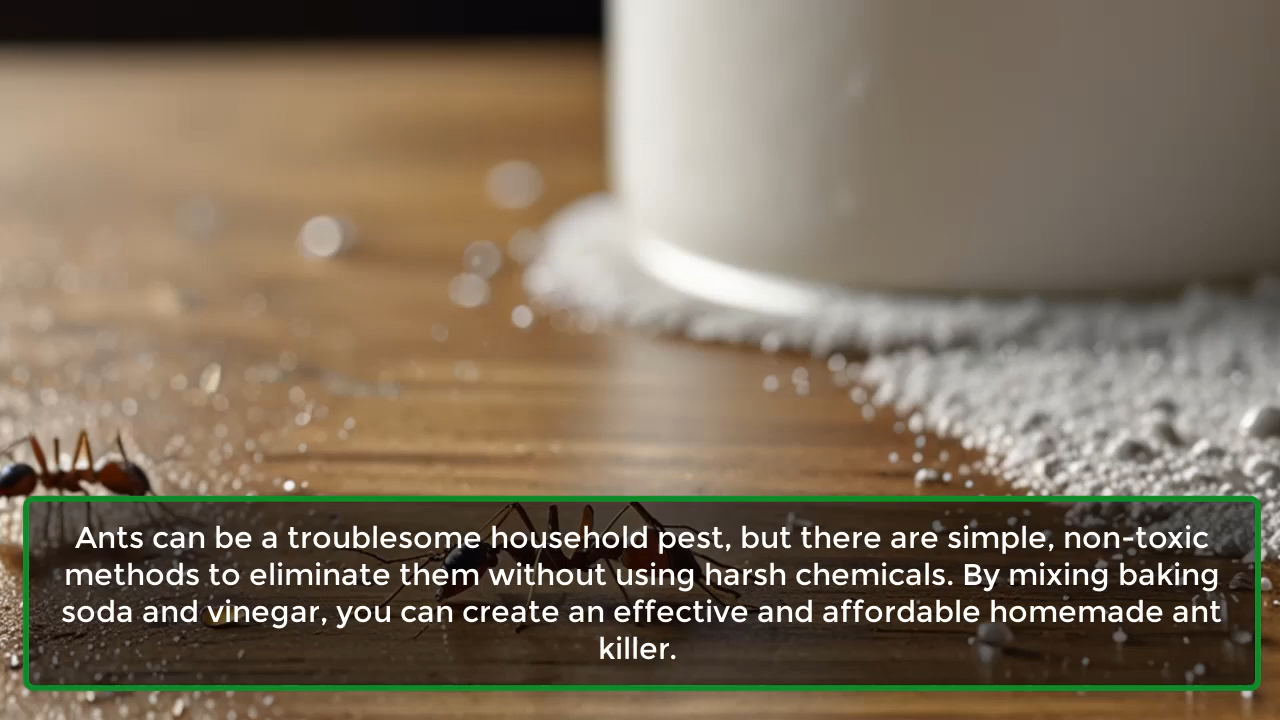 Ants can be a troublesome household pest, but there are simple, non-toxic
methods to eliminate them without using harsh chemicals. By mixing baking
soda and vinegar, you can create an effective and affordable homemade ant
killer.